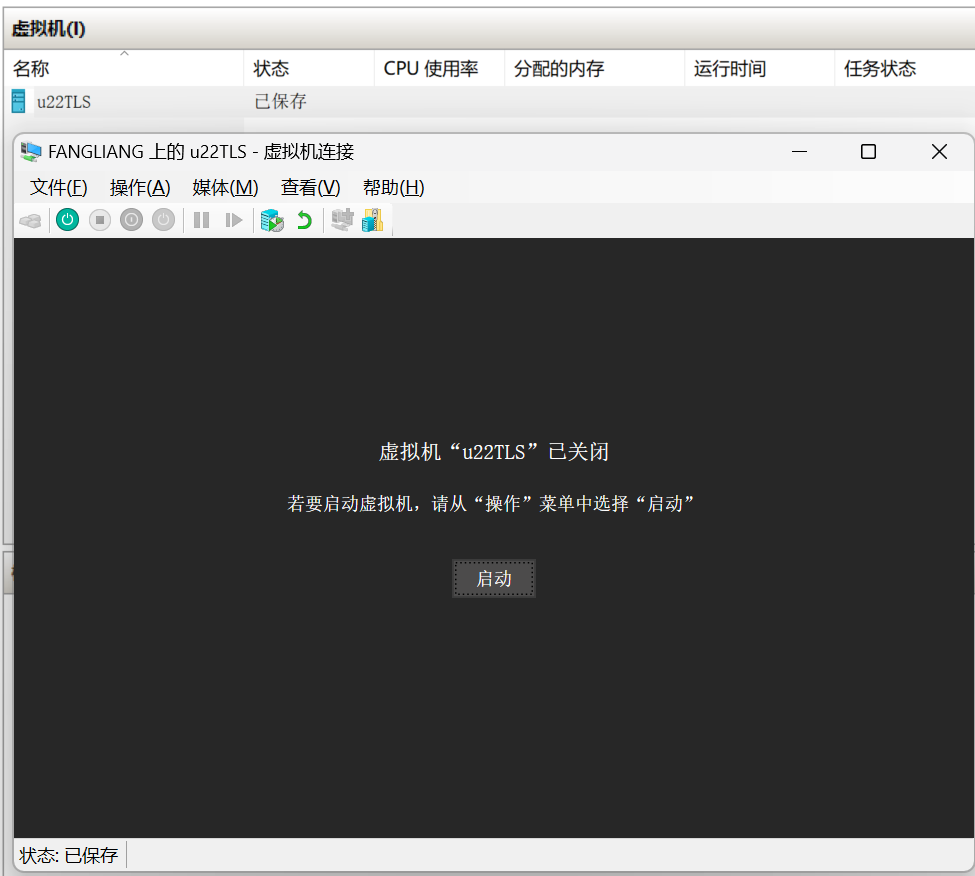 虚拟机(I)
名称 状态 CPU 使用率 分配的内存 运行时间 任务状态
u22TLS 已保存
FANGLIANG 上的 u22TLS - 虚拟机连接
文件(F) 操作(A) 媒体(M) 查看(V) 帮助(H)
虚拟机“u22TLS”已关闭
若要启动虚拟机，请从“操作”菜单中选择“启动”
启动
状态: 已保存